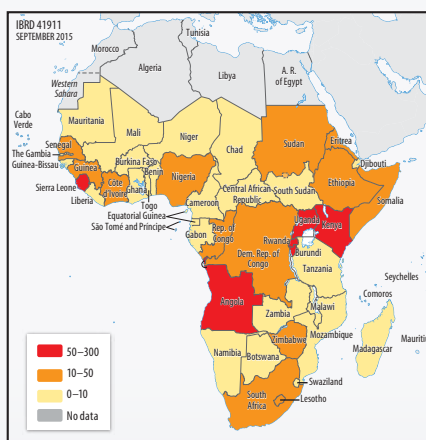 IBRD 41911
SEPTEMBER 2015
Tunisia
Morocco
Algeria
Libya
A. R.
of Egypt
Western
Sahara
Cabo
Verde
Mauritania
Mali
Niger
Chad
Sudan
Eritrea
Djibouti
Senegal
The Gambia
Guinea-Bissau
Guinea
Sierra Leone
Liberia
Côte
d'Ivoire
Burkina Faso
Ghana
Togo
Benin
Nigeria
Cameroon
Central African
Republic
South Sudan
Ethiopia
Somalia
Equatorial Guinea
São Tomé and Príncipe
Gabon
Rep. of
Congo
Dem. Rep. of
Congo
Uganda
Kenya
Rwanda
Burundi
Tanzania
Seychelles
Comoros
Angola
Zambia
Malawi
Mozambique
Madagascar
Mauriti
Zimbabwe
Namibia
Botswana
Swaziland
Lesotho
South
Africa
50–300
10–50
0–10
No data